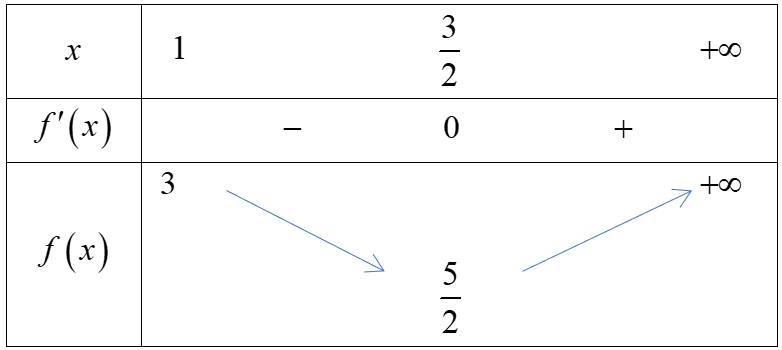 x 1 3/2 +∞
f′(x) − 0 +
f(x) 3 5/2 +∞